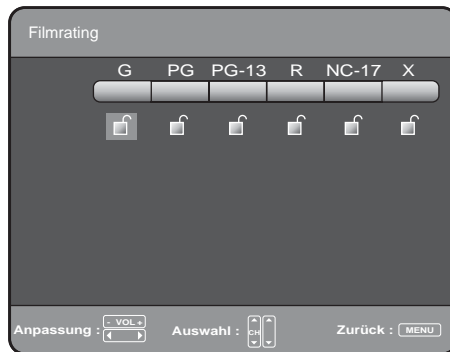 Filmrating
G PG PG-13 R NC-17 X
Anpassung : - VOL + Auswahl : CH Zurück : MENU